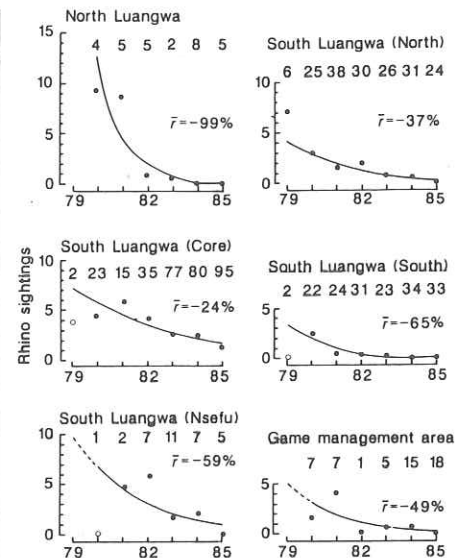 North Luangwa
15
4 5 5 2 8 5
10
r̄=-99%
5
0
79 82 85
South Luangwa (North)
6 25 38 30 26 31 24
10
r̄=-37%
5
0
79 82 85
Rhino sightings
South Luangwa (Core)
10
2 23 15 35 77 80 95
r̄=-24%
5
0
79 82 85
South Luangwa (South)
2 22 24 31 23 34 33
5
r̄=-65%
0
79 82 85
South Luangwa (Nsefu)
10
1 2 7 11 7 5
r̄=-59%
5
0
79 82 85
Game management area
7 7 1 5 15 18
5
r̄=-49%
0
79 82 85